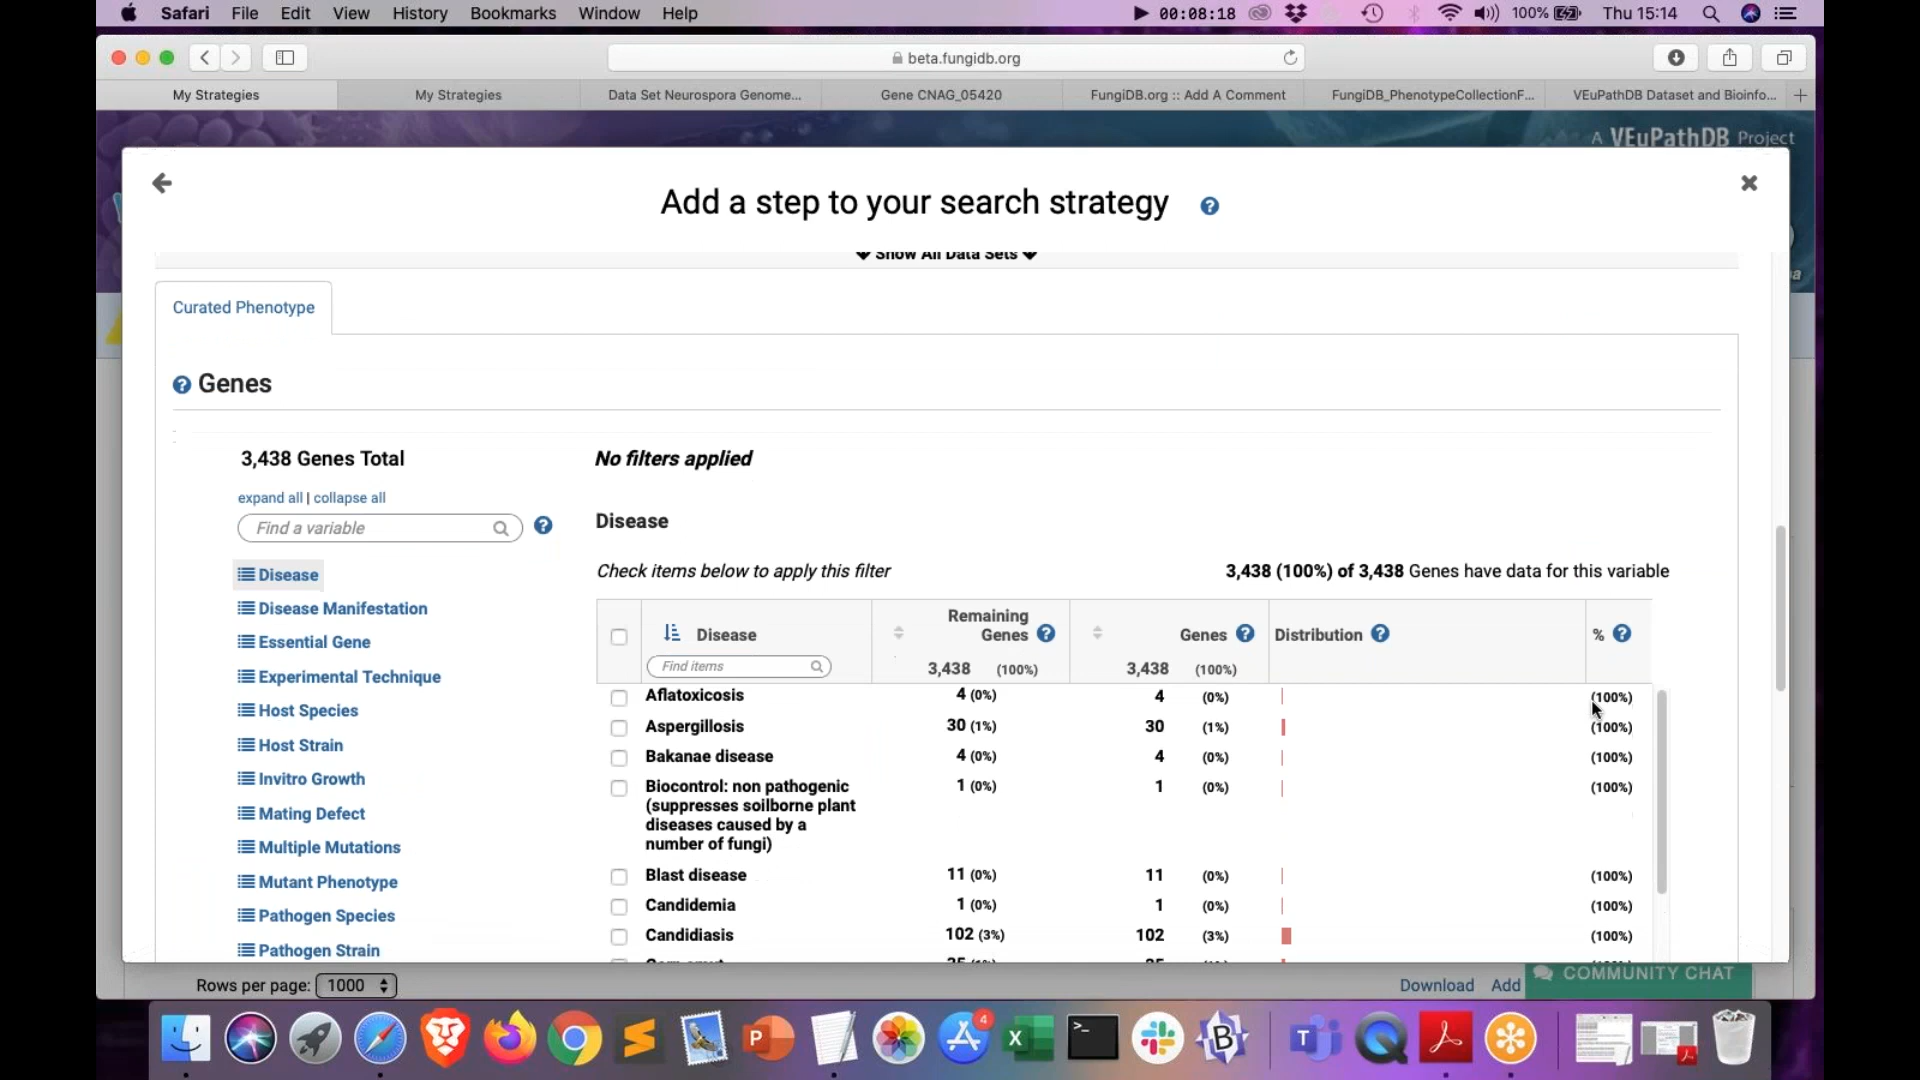 Safari File Edit View History Bookmarks Window Help 00:08:18 100% Thu 15:14
beta.fungidb.org
My Strategies My Strategies Data Set Neurospora Genome... Gene CNAG_05420 FungiDB.org :: Add A Comment FungiDB_PhenotypeCollectionF... VEuPathDB Dataset and Bioinfo...
A VEuPathDB Project
Add a step to your search strategy
Show All Data Sets
Curated Phenotype
Genes
3,438 Genes Total
No filters applied
expand all | collapse all
Find a variable
Disease
Check items below to apply this filter
3,438 (100%) of 3,438 Genes have data for this variable
Disease
Disease Manifestation
Essential Gene
Experimental Technique
Host Species
Host Strain
Invitro Growth
Mating Defect
Multiple Mutations
Mutant Phenotype
Pathogen Species
Pathogen Strain
Disease Remaining Genes Genes Distribution %
Find items 3,438 (100%) 3,438 (100%)
Aflatoxicosis 4 (0%) 4 (0%) (100%)
Aspergillosis 30 (1%) 30 (1%) (100%)
Bakanae disease 4 (0%) 4 (0%) (100%)
Biocontrol: non pathogenic 1 (0%) 1 (0%) (100%)
(suppresses soilborne plant
diseases caused by a
number of fungi)
Blast disease 11 (0%) 11 (0%) (100%)
Candidemia 1 (0%) 1 (0%) (100%)
Candidiasis 102 (3%) 102 (3%) (100%)
Rows per page: 1000
Download Add
COMMUNITY CHAT
4